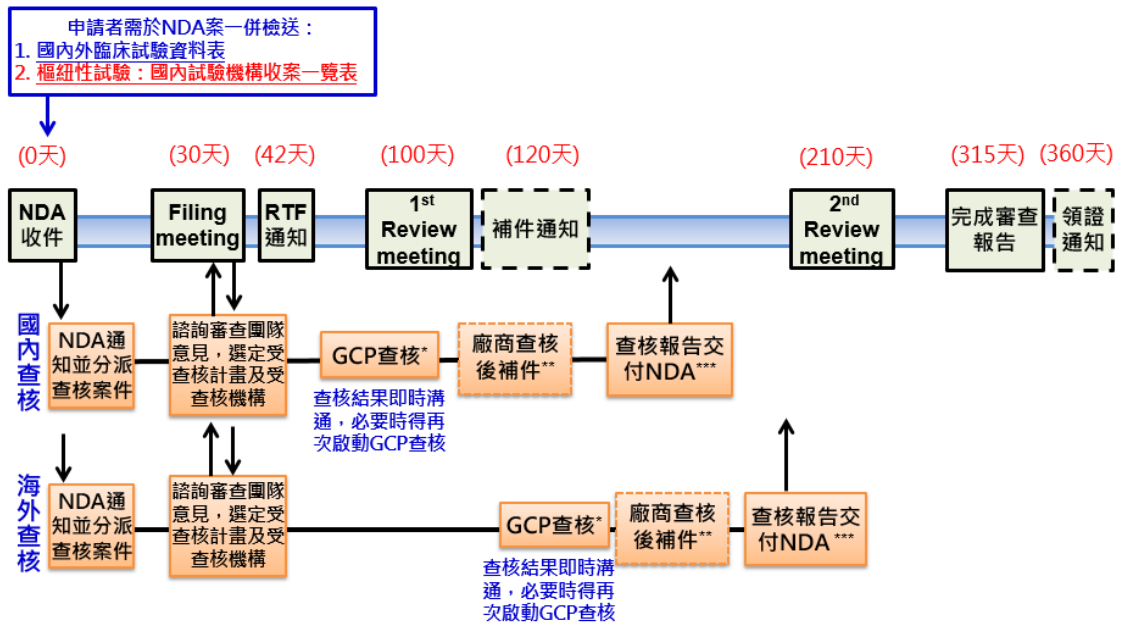 申請者需於NDA案一併檢送：
1. 國內外臨床試驗資料表
2. 樞紐性試驗：國內試驗機構收案一覽表
(0天)
(30天)
(42天)
(100天)
(120天)
(210天)
(315天)
(360天)
NDA
收件
Filing
meeting
RTF
通知
1st
Review
meeting
補件通知
2nd
Review
meeting
完成審查
報告
領證
通知
國內查核
NDA通
知並分派
查核案件
諮詢審查團隊
意見，選定受
查核計畫及受
查核機構
GCP查核*
查核結果即時溝
通，必要時得再
次啟動GCP查核
廠商查核
後補件**
查核報告交
付NDA***
海外查核
NDA通
知並分派
查核案件
諮詢審查團隊
意見，選定受
查核計畫及受
查核機構
GCP查核*
查核結果即時溝
通，必要時得再
次啟動GCP查核
廠商查核
後補件**
查核報告交
付NDA ***